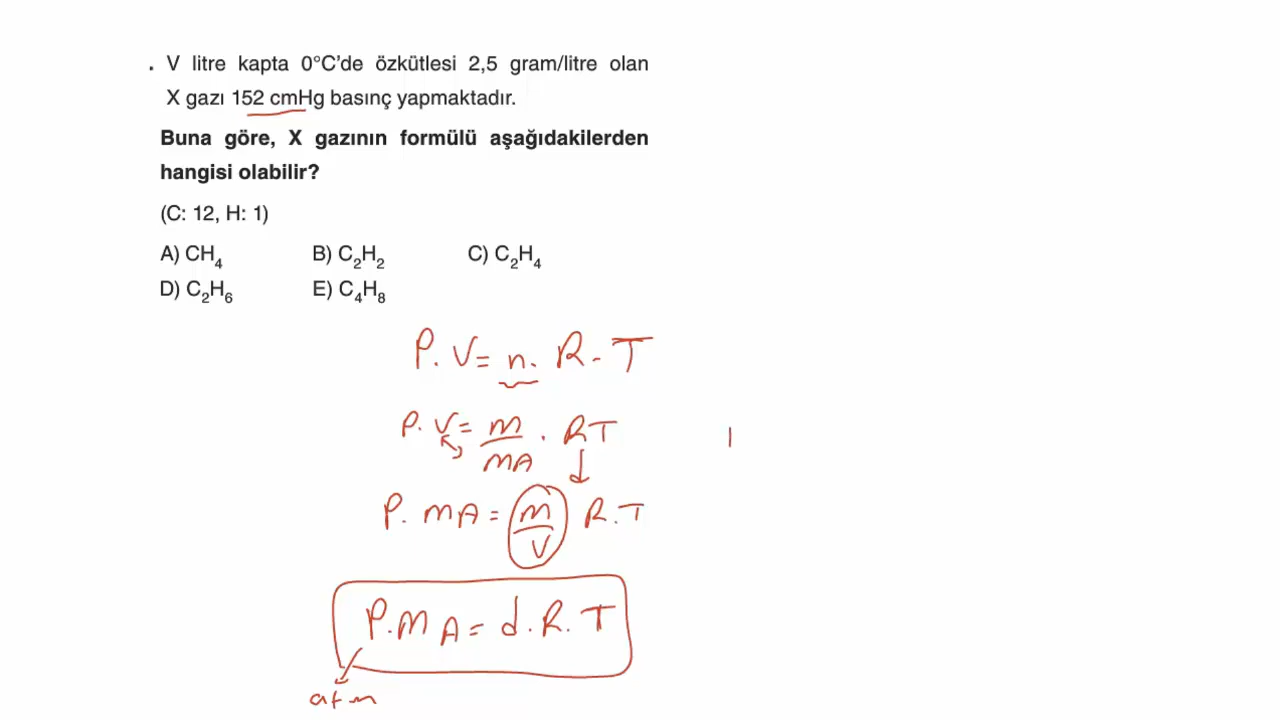 . V litre kapta 0°C'de özkütlesi 2,5 gram/litre olan
X gazı 152 cmHg basınç yapmaktadır.
Buna göre, X gazının formülü aşağıdakilerden
hangisi olabilir?
(C: 12, H: 1)
A) CH₄ B) C₂H₂ C) C₂H₄
D) C₂H₆ E) C₄H₈
P. V = n. R. T
P. V = m/MA . RT
P. MA = m/V R.T
P.MA = d.R.T
atm